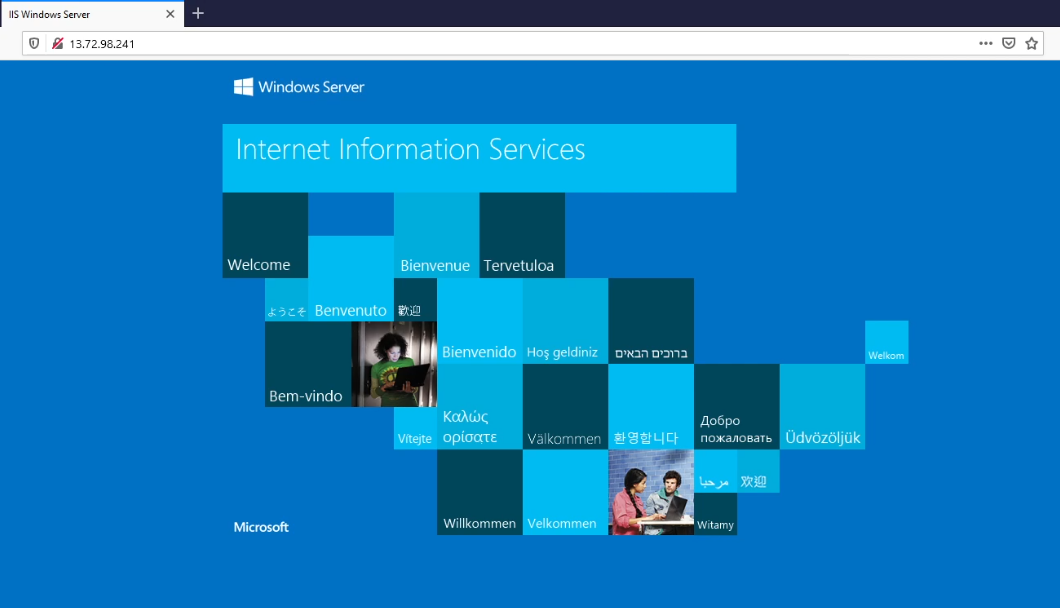 IIS Windows Server
13.72.98.241
Windows Server
Internet Information Services
Welcome
Bienvenue
Tervetuloa
ようこそ
Benvenuto
歡迎
Bienvenido
Hoş geldiniz
ברוכים הבאים
Welkom
Bem-vindo
Vítejte
Καλώς
ορίσατε
Välkommen
환영합니다
Добро
пожаловать
Üdvözöljük
Willkommen
Velkommen
مرحبا
欢迎
Witamy
Microsoft